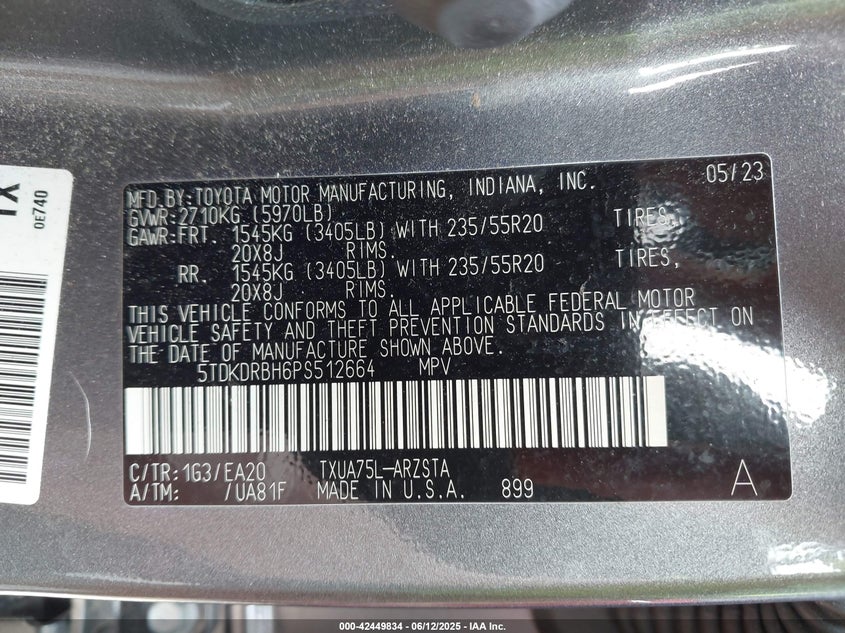 XL
0E740
MFD.BY:TOYOTA MOTOR MANUFACTURING, INDIANA, INC. 05/23
GVWR:2710KG (5970LB)
GAWR:FRT. 1545KG (3405LB) WITH 235/55R20 TIRES,
20X8J RIMS.
RR. 1545KG (3405LB) WITH 235/55R20 TIRES,
20X8J RIMS.
THIS VEHICLE CONFORMS TO ALL APPLICABLE FEDERAL MOTOR
VEHICLE SAFETY AND THEFT PREVENTION STANDARDS IN EFFECT ON
THE DATE OF MANUFACTURE SHOWN ABOVE.
5TDKDRBH6PS512664 MPV
C/TR:1G3/EA20 TXUA75L-ARZSTA
A/TM: /UA81F MADE IN U.S.A. 899 A
000-42449834 - 06/12/2025 - IAA Inc.